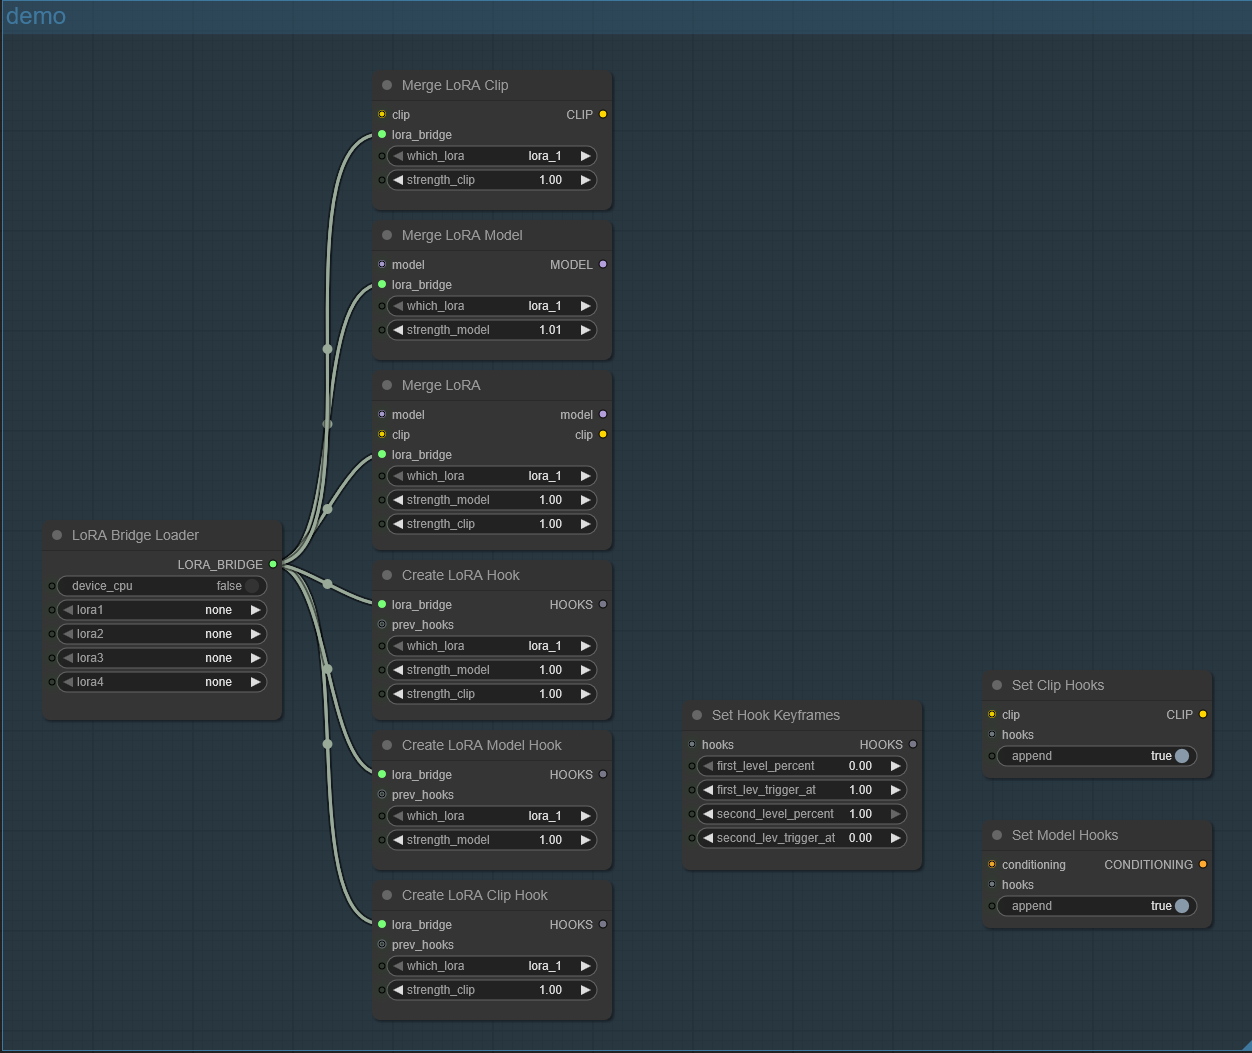 demo
Merge LoRA Clip
clip CLIP
lora_bridge
which_lora lora_1
strength_clip 1.00
Merge LoRA Model
model MODEL
lora_bridge
which_lora lora_1
strength_model 1.01
Merge LoRA
model model
clip clip
lora_bridge
which_lora lora_1
strength_model 1.00
strength_clip 1.00
LoRA Bridge Loader
LORA_BRIDGE
device_cpu false
lora1 none
lora2 none
lora3 none
lora4 none
Create LoRA Hook
lora_bridge HOOKS
prev_hooks
which_lora lora_1
strength_model 1.00
strength_clip 1.00
Create LoRA Model Hook
lora_bridge HOOKS
prev_hooks
which_lora lora_1
strength_model 1.00
Create LoRA Clip Hook
lora_bridge HOOKS
prev_hooks
which_lora lora_1
strength_clip 1.00
Set Hook Keyframes
hooks HOOKS
first_level_percent 0.00
first_lev_trigger_at 1.00
second_level_percent 1.00
second_lev_trigger_at 0.00
Set Clip Hooks
clip CLIP
hooks
append true
Set Model Hooks
conditioning CONDITIONING
hooks
append true